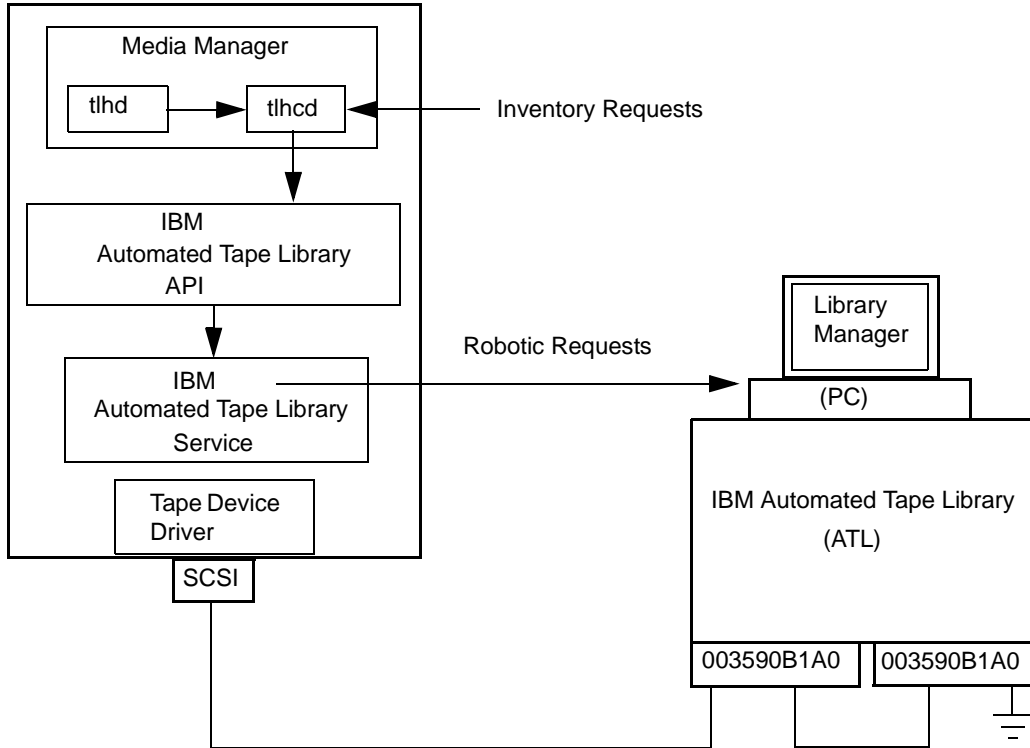 Media Manager
tlhd
tlhcd
Inventory Requests
IBM
Automated Tape Library
API
Robotic Requests
IBM
Automated Tape Library
Service
Tape Device
Driver
SCSI
Library
Manager
(PC)
IBM Automated Tape Library
(ATL)
003590B1A0
003590B1A0